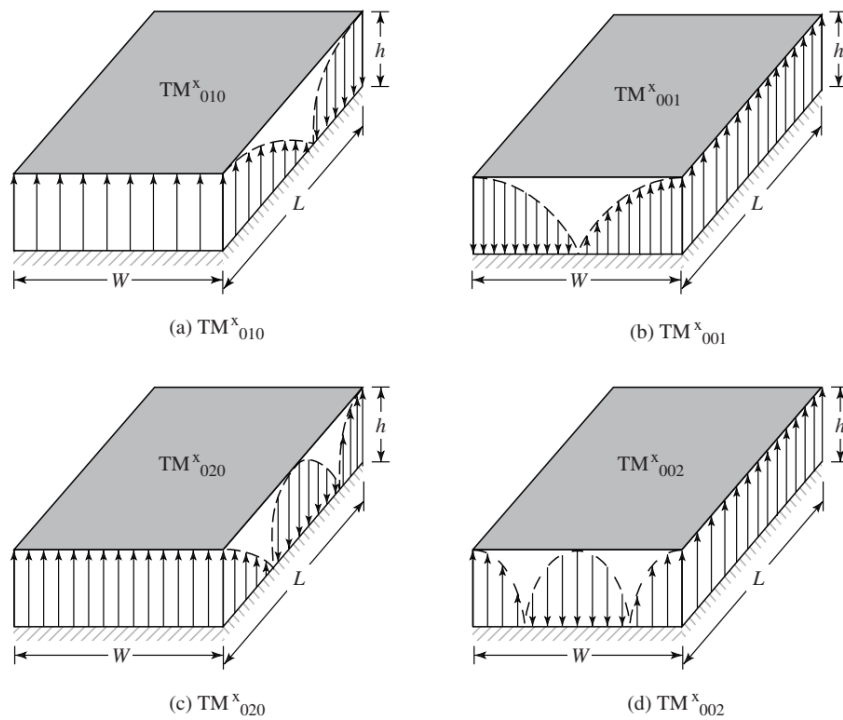 TMˣ₀₁₀
h
L
W
(a) TMˣ₀₁₀
TMˣ₀₀₁
h
L
W
(b) TMˣ₀₀₁
TMˣ₀₂₀
h
L
W
(c) TMˣ₀₂₀
TMˣ₀₀₂
h
L
W
(d) TMˣ₀₀₂